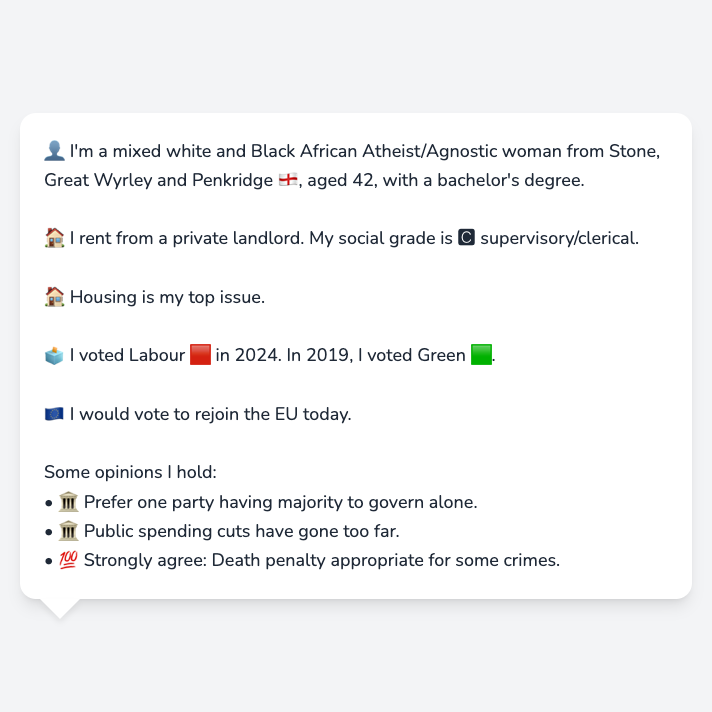 👤 I'm a mixed white and Black African Atheist/Agnostic woman from Stone,
Great Wyrley and Penkridge 🏴󠁧󠁢󠁥󠁮󠁧󠁿, aged 42, with a bachelor's degree.
🏠 I rent from a private landlord. My social grade is 🅲 supervisory/clerical.
🏠 Housing is my top issue.
🗳️ I voted Labour 🟥 in 2024. In 2019, I voted Green 🟩.
🇪🇺 I would vote to rejoin the EU today.
Some opinions I hold:
• 🏛️ Prefer one party having majority to govern alone.
• 🏛️ Public spending cuts have gone too far.
• 💯 Strongly agree: Death penalty appropriate for some crimes.